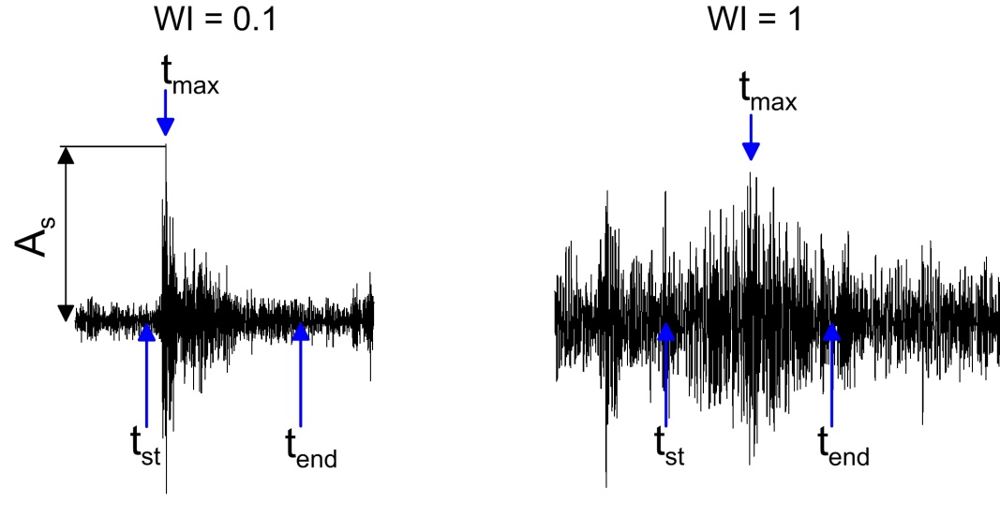 WI = 0.1
WI = 1
tmax
tmax
As
tst
tend
tst
tend